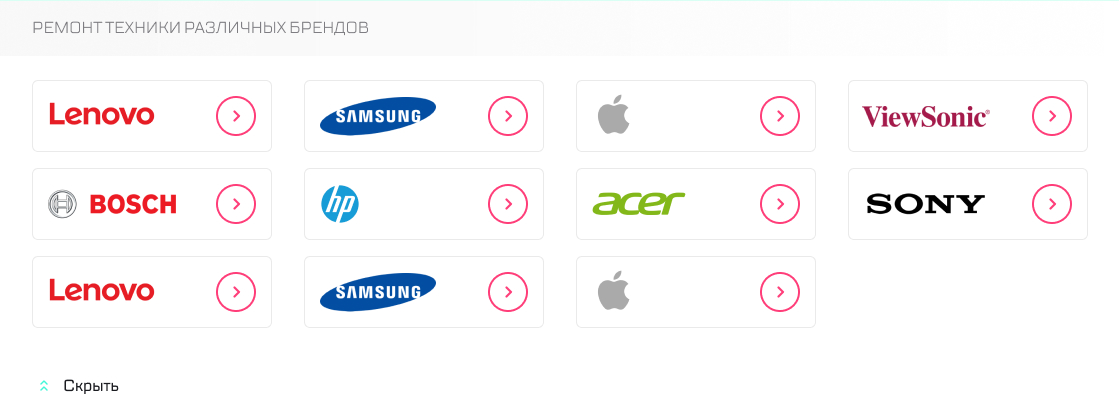 РЕМОНТ ТЕХНИКИ РАЗЛИЧНЫХ БРЕНДОВ
Lenovo SAMSUNG ViewSonic®
BOSCH hp acer SONY
Lenovo SAMSUNG
Скрыть